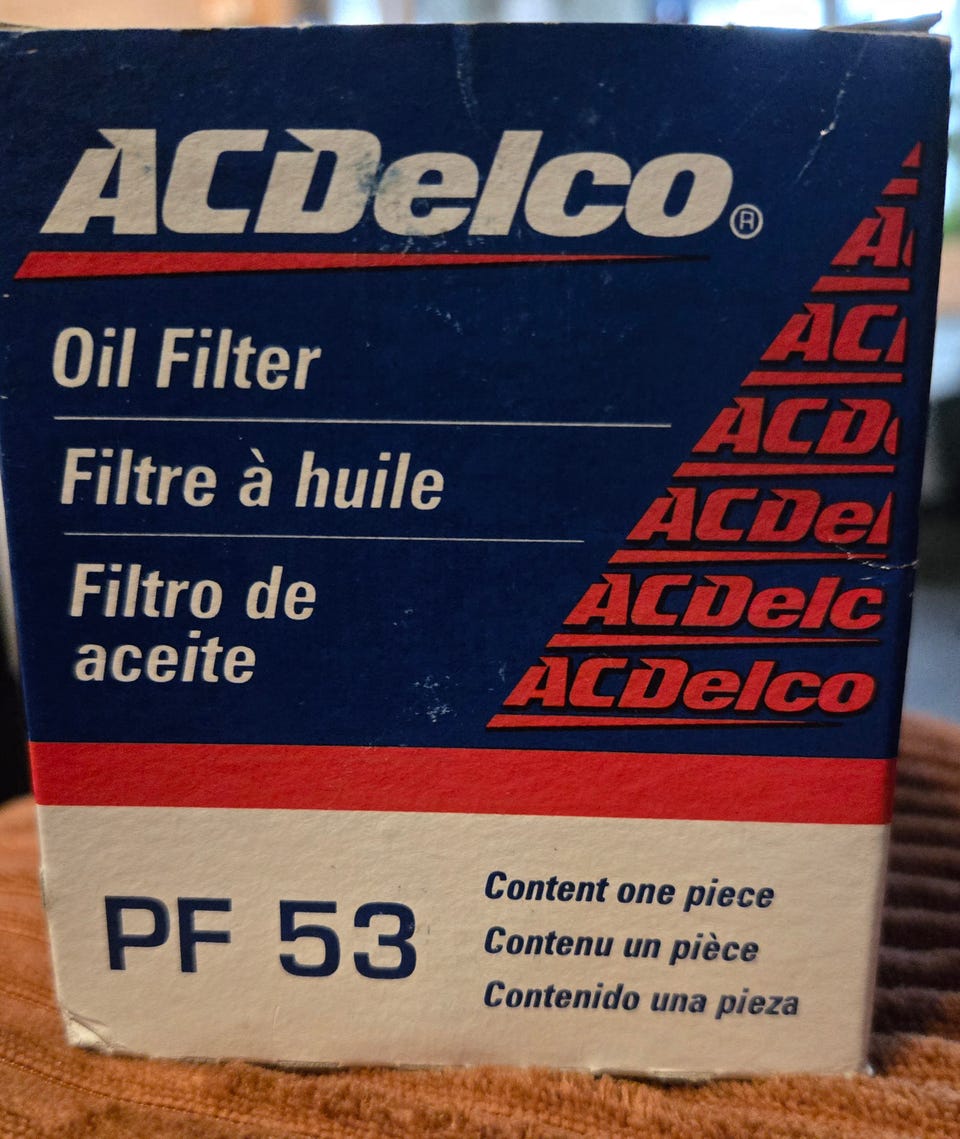 ACDelco®
Oil Filter
Filtre à huile
Filtro de
aceite
A
AC
ACD
ACDel
ACDelc
ACDelco
PF 53
Content one piece
Contenu un pièce
Contenido una pieza